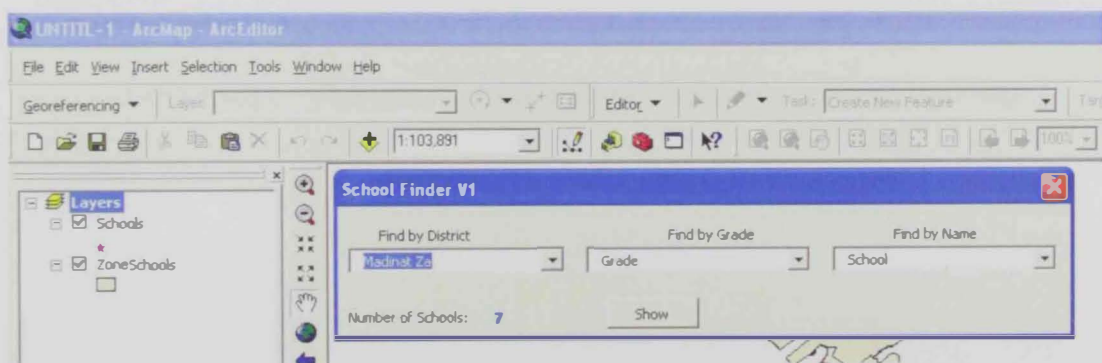 UNTITL~1 - ArcMap - ArcEditor
File Edit View Insert Selection Tools Window Help
Georeferencing Layer: Editor Task: Create New Feature
1:103,891 100%
Layers
Schools
ZoneSchools
School Finder V1
Find by District Find by Grade Find by Name
Madinat Za Grade School
Number of Schools: 7 Show